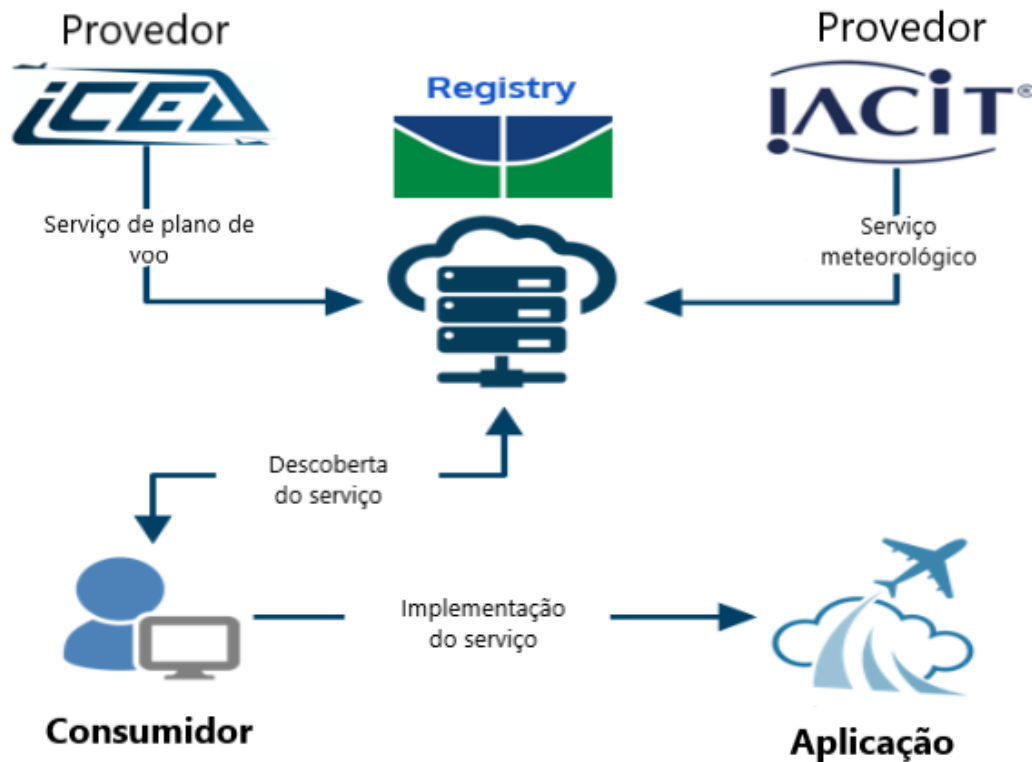 Provedor
Provedor
iCEA
Registry
IACIT®
Serviço de plano de
voo
Serviço
meteorológico
Descoberta
do serviço
Implementação
do serviço
Consumidor
Aplicação